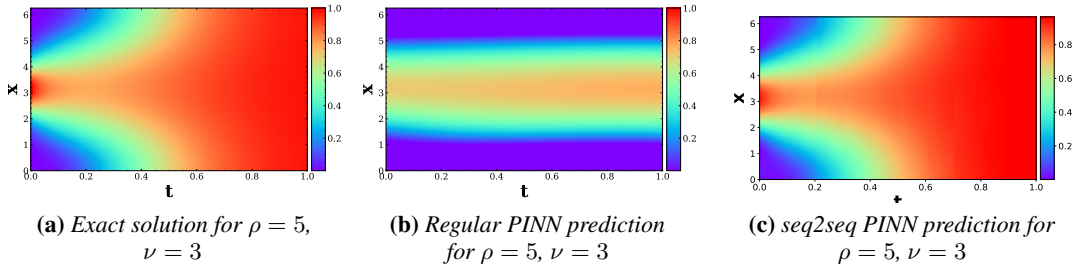 6
5
4
3
2
1
0
x
0.0 0.2 0.4 0.6 0.8 1.0
t
1.0
0.8
0.6
0.4
0.2
(a) Exact solution for ρ = 5,
ν = 3
6
5
4
3
2
1
0
x
0.0 0.2 0.4 0.6 0.8 1.0
t
1.0
0.8
0.6
0.4
0.2
(b) Regular PINN prediction
for ρ = 5, ν = 3
6
5
4
3
2
1
0
x
0.0 0.2 0.4 0.6 0.8 1.0
0.8
0.6
0.4
0.2
(c) seq2seq PINN prediction for
ρ = 5, ν = 3